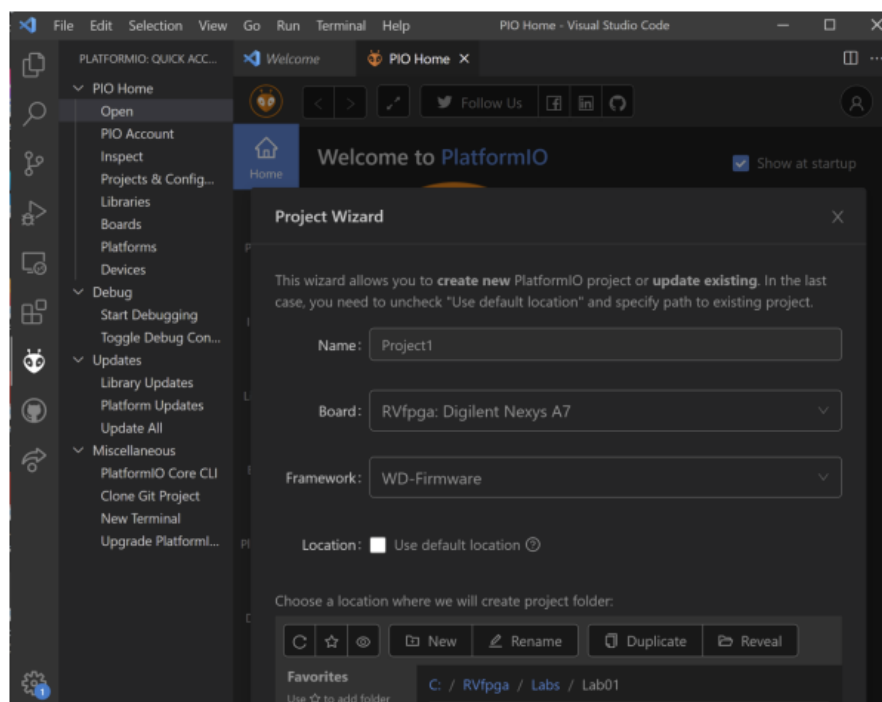 File Edit Selection View Go Run Terminal Help PIO Home - Visual Studio Code
PLATFORMIO: QUICK ACC...
PIO Home
Open
PIO Account
Inspect
Projects & Config...
Libraries
Boards
Platforms
Devices
Debug
Start Debugging
Toggle Debug Con...
Updates
Library Updates
Platform Updates
Update All
Miscellaneous
PlatformIO Core CLI
Clone Git Project
New Terminal
Upgrade PlatformI...
1
Welcome PIO Home
Follow Us
Home
Welcome to PlatformIO
Show at startup
Project Wizard
This wizard allows you to create new PlatformIO project or update existing. In the last
case, you need to uncheck "Use default location" and specify path to existing project.
Name: Project1
Board: RVfpga: Digilent Nexys A7
Framework: WD-Firmware
Location: Use default location
Choose a location where we will create project folder:
New Rename Duplicate Reveal
Favorites
Use ☆ to add folder
C: / RVfpga / Labs / Lab01